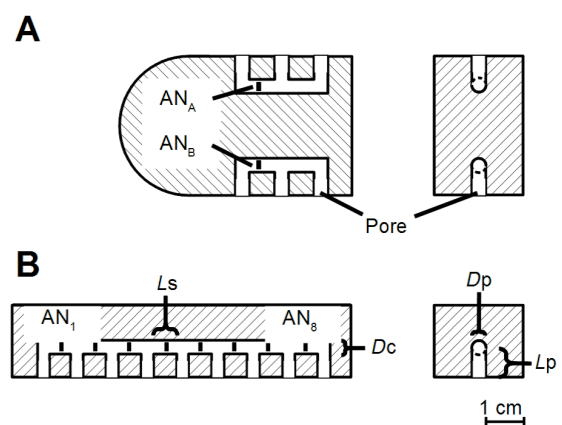 A
AN_A
AN_B
Pore
B
Ls
Dp
AN_1
AN_8
Dc
Lp
1 cm